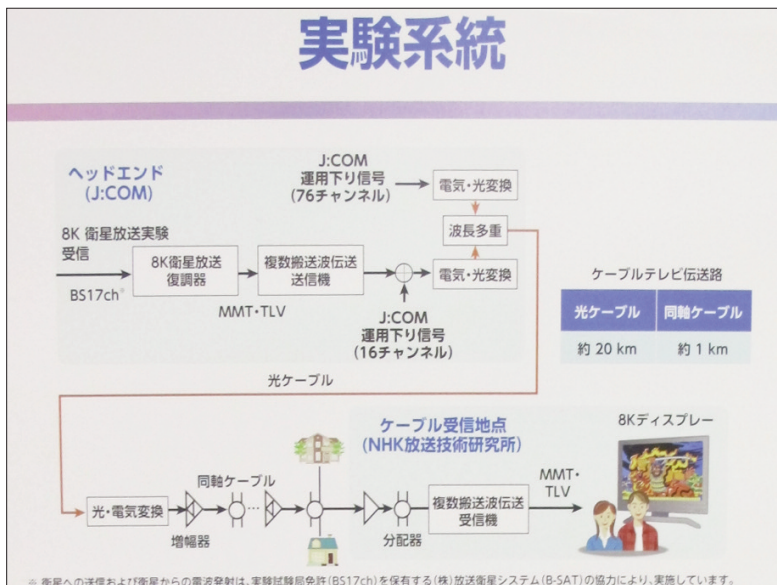 実験系統
ヘッドエンド
(J:COM)
J:COM
運用下り信号
(76チャンネル)
電気・光変換
8K 衛星放送実験
受信
BS17ch※
8K衛星放送
復調器
MMT・TLV
複数搬送波伝送
送信機
波長多重
電気・光変換
J:COM
運用下り信号
(16チャンネル)
ケーブルテレビ伝送路
光ケーブル
同軸ケーブル
約 20 km
約 1 km
光ケーブル
ケーブル受信地点
(NHK放送技術研究所)
8Kディスプレー
光・電気変換
同軸ケーブル
増幅器
分配器
複数搬送波伝送
受信機
MMT・
TLV
※ 衛星への送信および衛星からの電波発射は、実験試験局免許(BS17ch)を保有する(株)放送衛星システム(B-SAT)の協力により、実施しています。